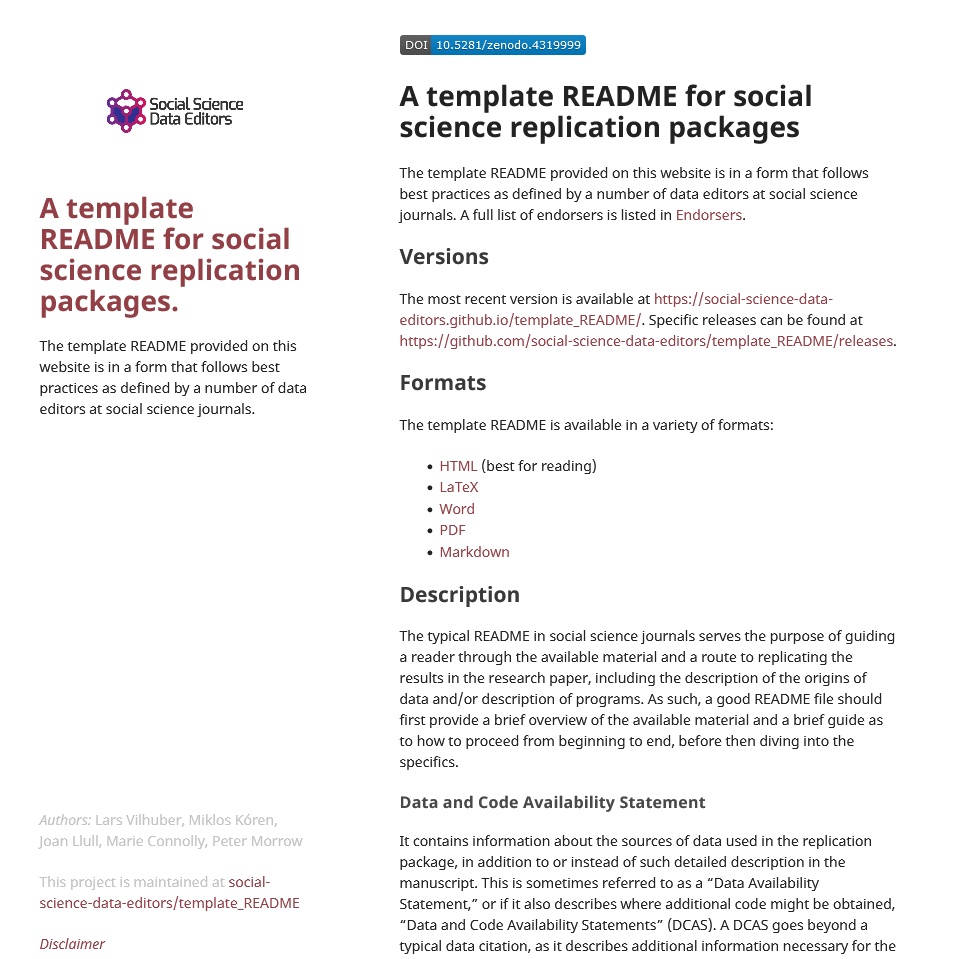 Social Science
Data Editors
A template
README for social
science replication
packages.
The template README provided on this
website is in a form that follows best
practices as defined by a number of data
editors at social science journals.
Authors: Lars Vilhuber, Miklos Kóren,
Joan Llull, Marie Connolly, Peter Morrow
This project is maintained at social-
science-data-editors/template_README
Disclaimer
DOI 10.5281/zenodo.4319999
A template README for social
science replication packages
The template README provided on this website is in a form that follows
best practices as defined by a number of data editors at social science
journals. A full list of endorsers is listed in Endorsers.
Versions
The most recent version is available at https://social-science-data-
editors.github.io/template_README/. Specific releases can be found at
https://github.com/social-science-data-editors/template_README/releases.
Formats
The template README is available in a variety of formats:
• HTML (best for reading)
• LaTeX
• Word
• PDF
• Markdown
Description
The typical README in social science journals serves the purpose of guiding
a reader through the available material and a route to replicating the
results in the research paper, including the description of the origins of
data and/or description of programs. As such, a good README file should
first provide a brief overview of the available material and a brief guide as
to how to proceed from beginning to end, before then diving into the
specifics.
Data and Code Availability Statement
It contains information about the sources of data used in the replication
package, in addition to or instead of such detailed description in the
manuscript. This is sometimes referred to as a “Data Availability
Statement,” or if it also describes where additional code might be obtained,
“Data and Code Availability Statements” (DCAS). A DCAS goes beyond a
typical data citation, as it describes additional information necessary for the